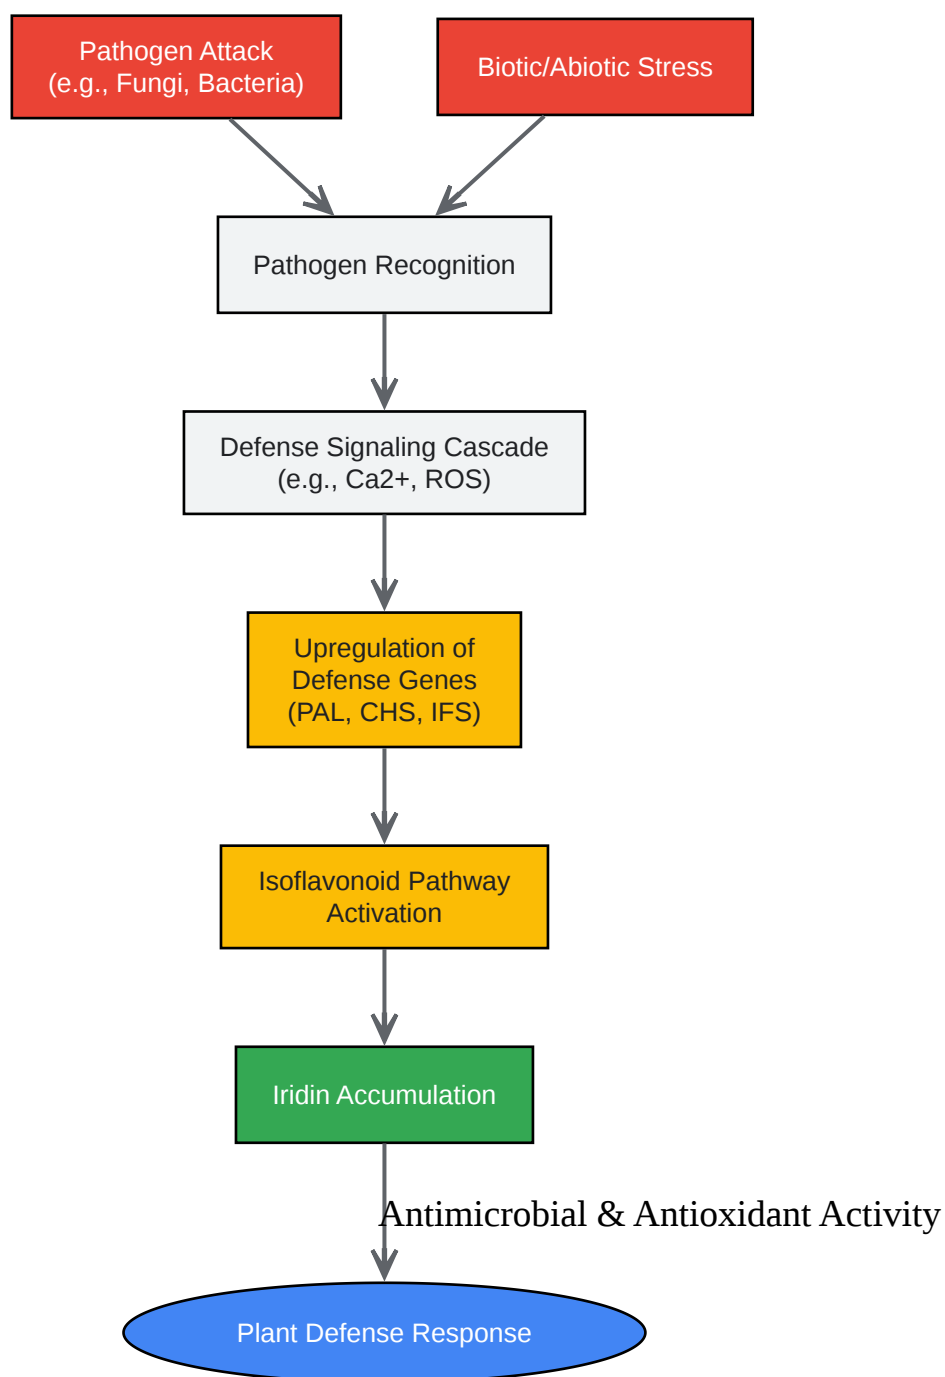 Pathogen Attack
(e.g., Fungi, Bacteria)
Biotic/Abiotic Stress
Pathogen Recognition
Defense Signaling Cascade
(e.g., Ca2+, ROS)
Upregulation of
Defense Genes
(PAL, CHS, IFS)
Isoflavonoid Pathway
Activation
Iridin Accumulation
Antimicrobial & Antioxidant Activity
Plant Defense Response